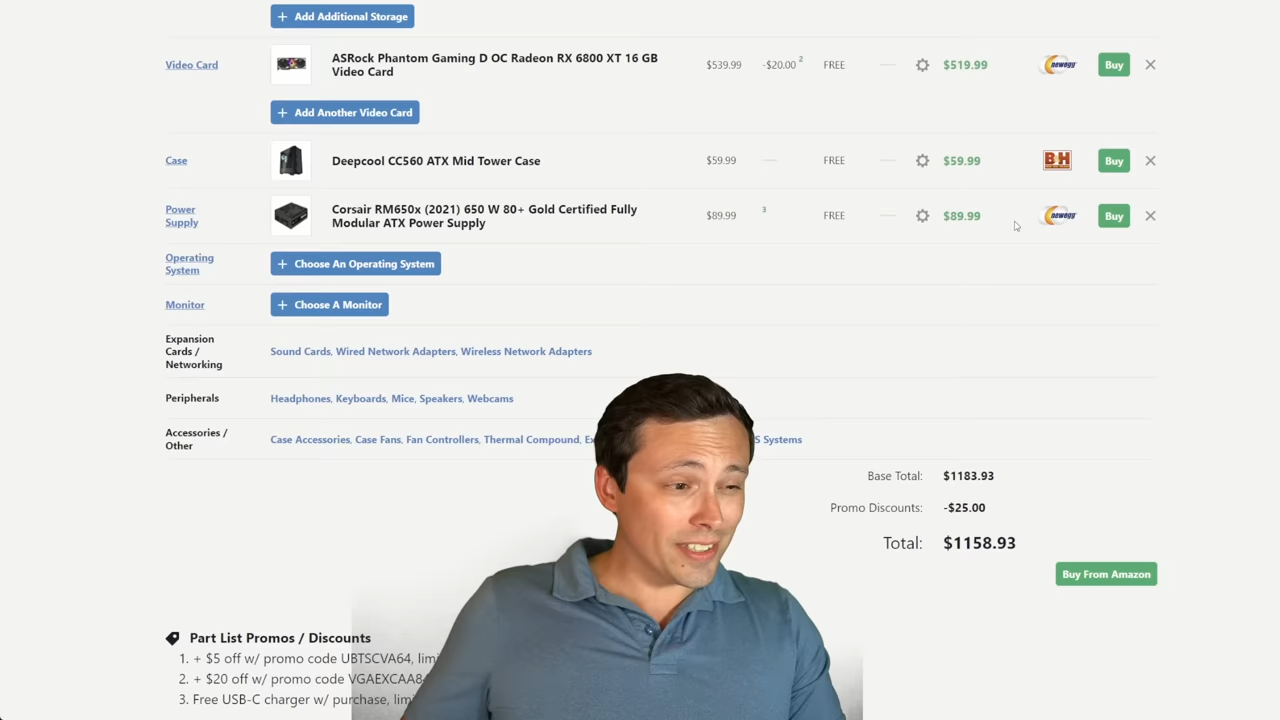 + Add Additional Storage
Video Card
ASRock Phantom Gaming D OC Radeon RX 6800 XT 16 GB
Video Card
$539.99 -$20.00 2 FREE $519.99 newegg Buy
+ Add Another Video Card
Case Deepcool CC560 ATX Mid Tower Case $59.99 FREE $59.99 B&H Buy
Power
Supply
Corsair RM650x (2021) 650 W 80+ Gold Certified Fully
Modular ATX Power Supply
$89.99 3 FREE $89.99 newegg Buy
Operating
System
+ Choose An Operating System
Monitor + Choose A Monitor
Expansion
Cards /
Networking
Sound Cards, Wired Network Adapters, Wireless Network Adapters
Peripherals Headphones, Keyboards, Mice, Speakers, Webcams
Accessories /
Other
Case Accessories, Case Fans, Fan Controllers, Thermal Compound, S Systems
Base Total: $1183.93
Promo Discounts: -$25.00
Total: $1158.93
Buy From Amazon
Part List Promos / Discounts
1. + $5 off w/ promo code UBTSCVA64,
2. + $20 off w/ promo code
3. Free USB-C charger w/ purchase,